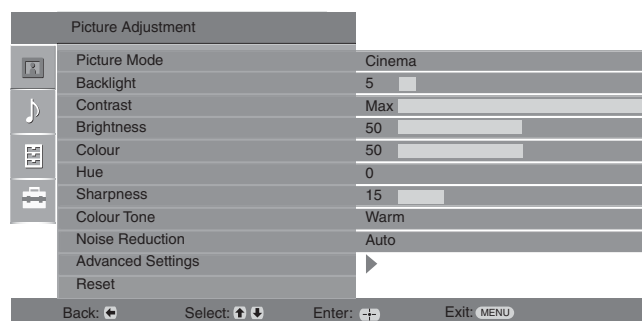 Picture Adjustment
Picture Mode Cinema
Backlight 5
Contrast Max
Brightness 50
Colour 50
Hue 0
Sharpness 15
Colour Tone Warm
Noise Reduction Auto
Advanced Settings
Reset
Back: Select: Enter: Exit: MENU